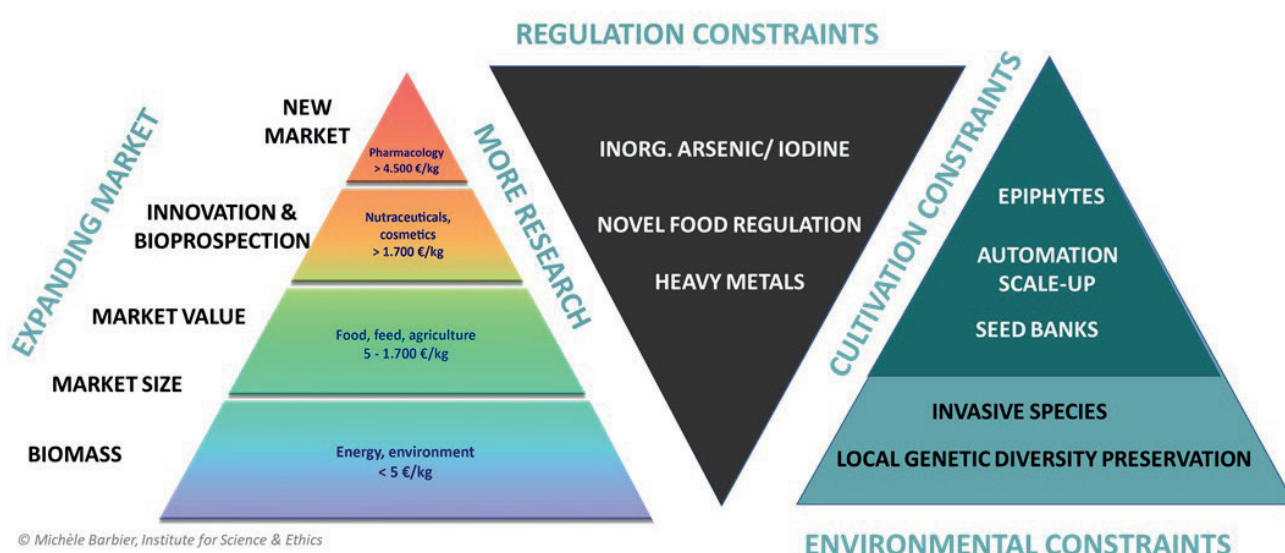 REGULATION CONSTRAINTS
EXPANDING MARKET
NEW
MARKET
INNOVATION &
BIOPROSPECTION
MARKET VALUE
MARKET SIZE
BIOMASS
Pharmacology
> 4.500 €/kg
Nutraceuticals,
cosmetics
> 1.700 €/kg
Food, feed, agriculture
5 - 1.700 €/kg
Energy, environment
< 5 €/kg
MORE RESEARCH
INORG. ARSENIC/ IODINE
NOVEL FOOD REGULATION
HEAVY METALS
CULTIVATION CONSTRAINTS
EPIPHYTES
AUTOMATION
SCALE-UP
SEED BANKS
INVASIVE SPECIES
LOCAL GENETIC DIVERSITY PRESERVATION
ENVIRONMENTAL CONSTRAINTS
© Michèle Barbier, Institute for Science & Ethics